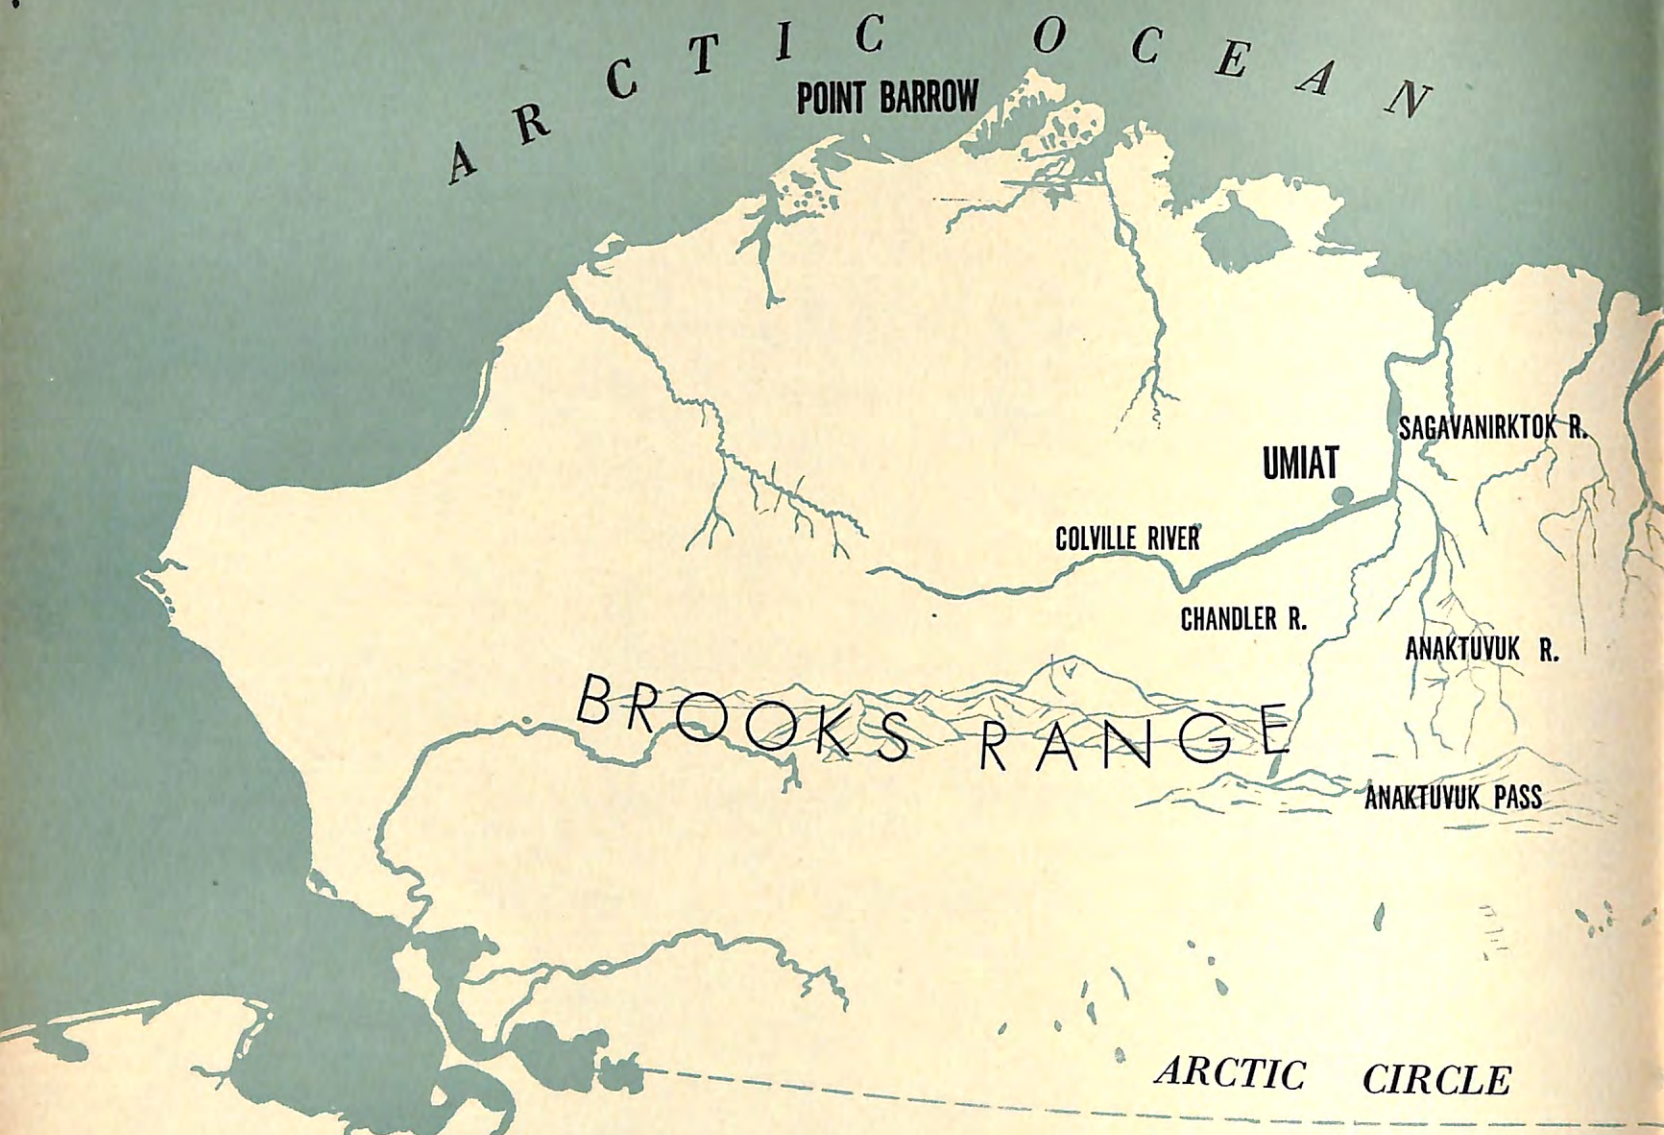 ARCTIC OCEAN
POINT BARROW
SAGAVANIRKTOK R.
UMIAT
COLVILLE RIVER
CHANDLER R.
ANAKTUVUK R.
BROOKS RANGE
ANAKTUVUK PASS
ARCTIC CIRCLE